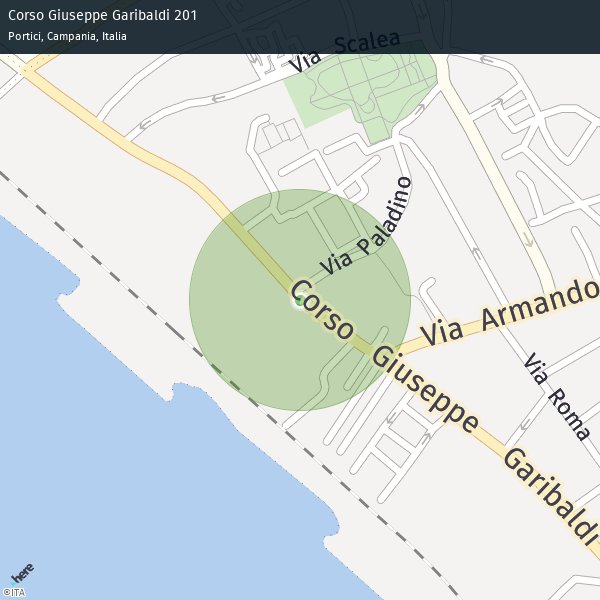 Corso Giuseppe Garibaldi 201
Portici, Campania, Italia
Via Scalea
Via Paladino
Corso Giuseppe Garibaldi
Via Armando
Via Roma
here
©ITA